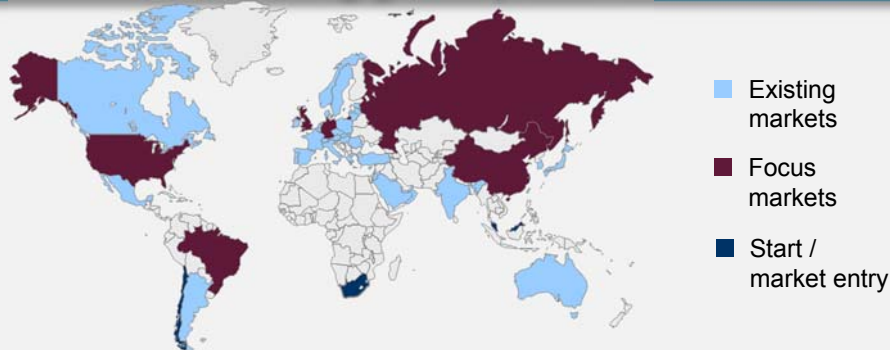 Existing
markets
Focus
markets
Start /
market entry